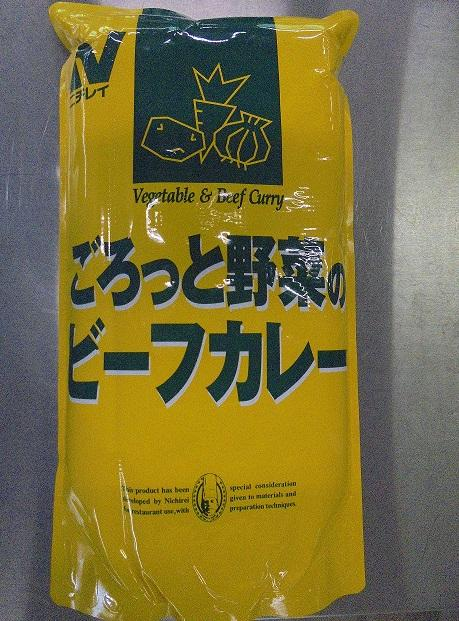 ニチレイ
Vegetable & Beef Curry
ごろっと野菜の
ビーフカレー
This product has been special consideration
developed by Nichirei given to materials and
for restaurant use, with preparation techniques.